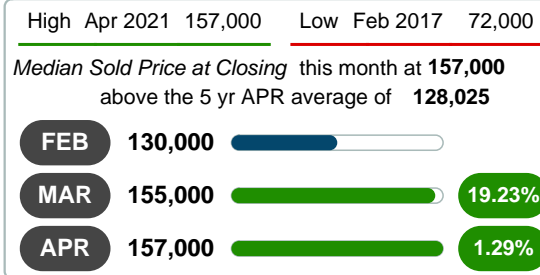 High Apr 2021 157,000 Low Feb 2017 72,000
Median Sold Price at Closing this month at 157,000
above the 5 yr APR average of 128,025
FEB 130,000
MAR 155,000 19.23%
APR 157,000 1.29%